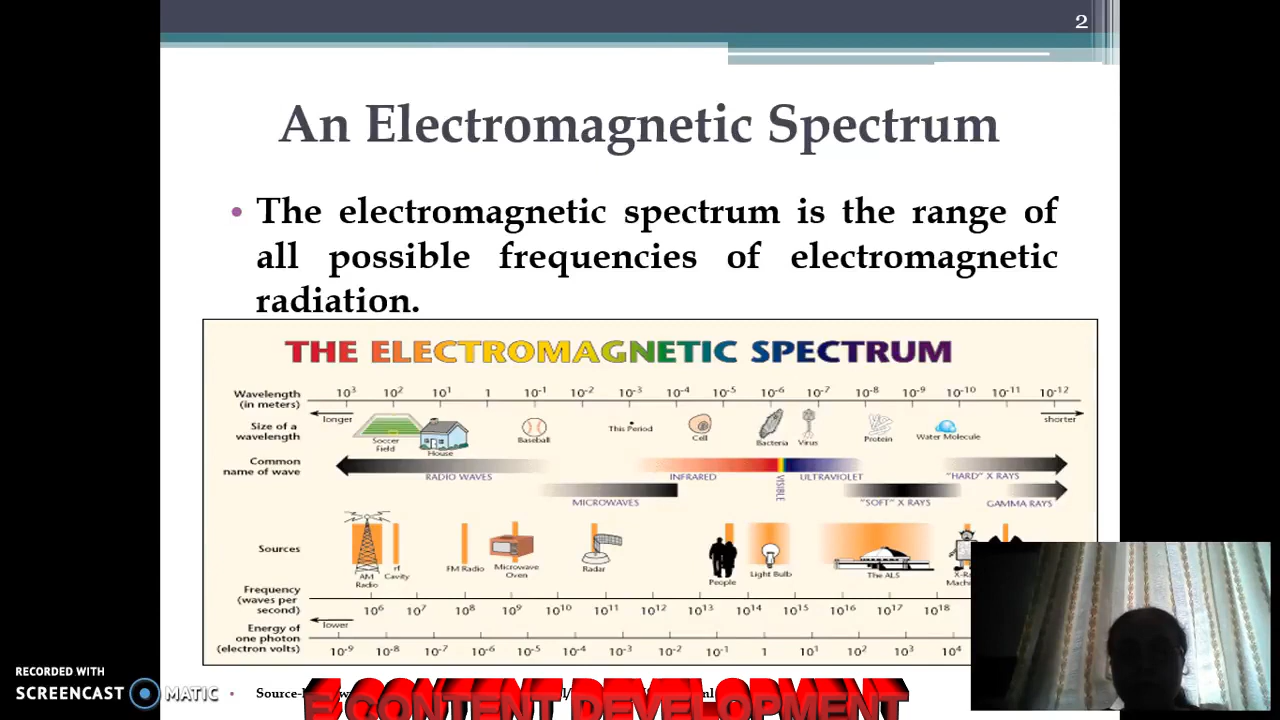 2
An Electromagnetic Spectrum
• The electromagnetic spectrum is the range of
all possible frequencies of electromagnetic
radiation.
THE ELECTROMAGNETIC SPECTRUM
Wavelength
(in meters)
10³ 10² 10¹ 1 10⁻¹ 10⁻² 10⁻³ 10⁻⁴ 10⁻⁵ 10⁻⁶ 10⁻⁷ 10⁻⁸ 10⁻⁹ 10⁻¹⁰ 10⁻¹¹ 10⁻¹²
longer shorter
Size of a
wavelength
Soccer
Field
House
Baseball
This Period
Cell
Bacteria
Virus
Protein
Water Molecule
Common
name of wave
RADIO WAVES
INFRARED
VISIBLE
ULTRAVIOLET
"HARD" X RAYS
MICROWAVES
"SOFT" X RAYS
GAMMA RAYS
Sources
AM
Radio
rf
Cavity
FM Radio
Microwave
Oven
Radar
People
Light Bulb
The ALS
Frequency
(waves per
second)
10⁶ 10⁷ 10⁸ 10⁹ 10¹⁰ 10¹¹ 10¹² 10¹³ 10¹⁴ 10¹⁵ 10¹⁶ 10¹⁷ 10¹⁸
lower
Energy of
one photon
(electron volts)
10⁻⁹ 10⁻⁸ 10⁻⁷ 10⁻⁶ 10⁻⁵ 10⁻⁴ 10⁻³ 10⁻² 10⁻¹ 1 10¹ 10² 10³ 10⁴
E-CONTENT DEVELOPMENT
RECORDED WITH
SCREENCAST MATIC